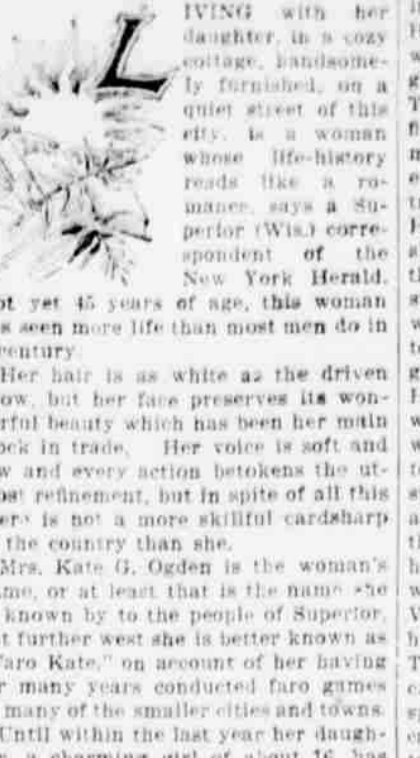 LIVING with her
daughter, in a cozy
cottage, handsome-
ly furnished, on a
quiet street of this
city, is a woman
whose life-history
reads like a ro-
mance, says a Su-
perior (Wis.) corre-
spondent of the
New York Herald.
ot yet 45 years of age, this woman
s seen more life than most men do in
century.
Her hair is as white as the driven
ow, but her face preserves its won-
rful beauty which has been her main
ock in trade. Her voice is soft and
w and every action betokens the ut-
ost refinement, but in spite of all this
ere is not a more skillful cardsharp
the country than she.
Mrs. Kate G. Ogden is the woman's
me, or at least that is the name she
known by to the people of Superior,
t further west she is better known as
aro Kate," on account of her having
r many years conducted faro games
many of the smaller cities and towns.
Until within the last year her daugh-
a charming girl of about 16, has